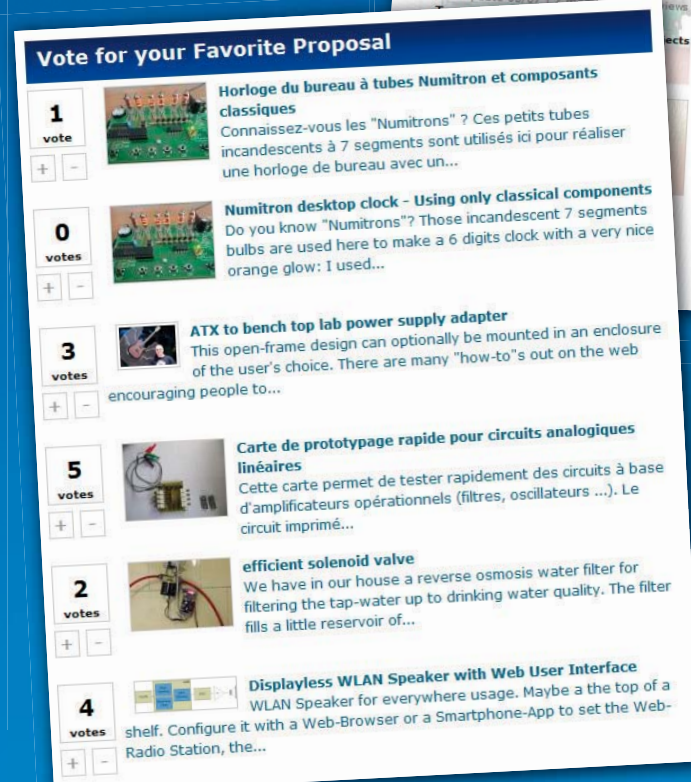 Vote for your Favorite Proposal
1
vote
+ -
Horloge du bureau à tubes Numitron et composants
classiques
Connaissez-vous les "Numitrons" ? Ces petits tubes
incandescents à 7 segments sont utilisés ici pour réaliser
une horloge de bureau avec un...
0
votes
+ -
Numitron desktop clock - Using only classical components
Do you know "Numitrons"? Those incandescent 7 segments
bulbs are used here to make a 6 digits clock with a very nice
orange glow: I used...
3
votes
+ -
ATX to bench top lab power supply adapter
This open-frame design can optionally be mounted in an enclosure
of the user's choice. There are many "how-to"s out on the web
encouraging people to...
5
votes
+ -
Carte de prototypage rapide pour circuits analogiques
linéaires
Cette carte permet de tester rapidement des circuits à base
d'amplificateurs opérationnels (filtres, oscillateurs ...). Le
circuit imprimé...
2
votes
+ -
efficient solenoid valve
We have in our house a reverse osmosis water filter for
filtering the tap-water up to drinking water quality. The filter
fills a little reservoir of...
4
votes
+ -
Displayless WLAN Speaker with Web User Interface
WLAN Speaker for everywhere usage. Maybe a the top of a
shelf. Configure it with a Web-Browser or a Smartphone-App to set the Web-
Radio Station, the...